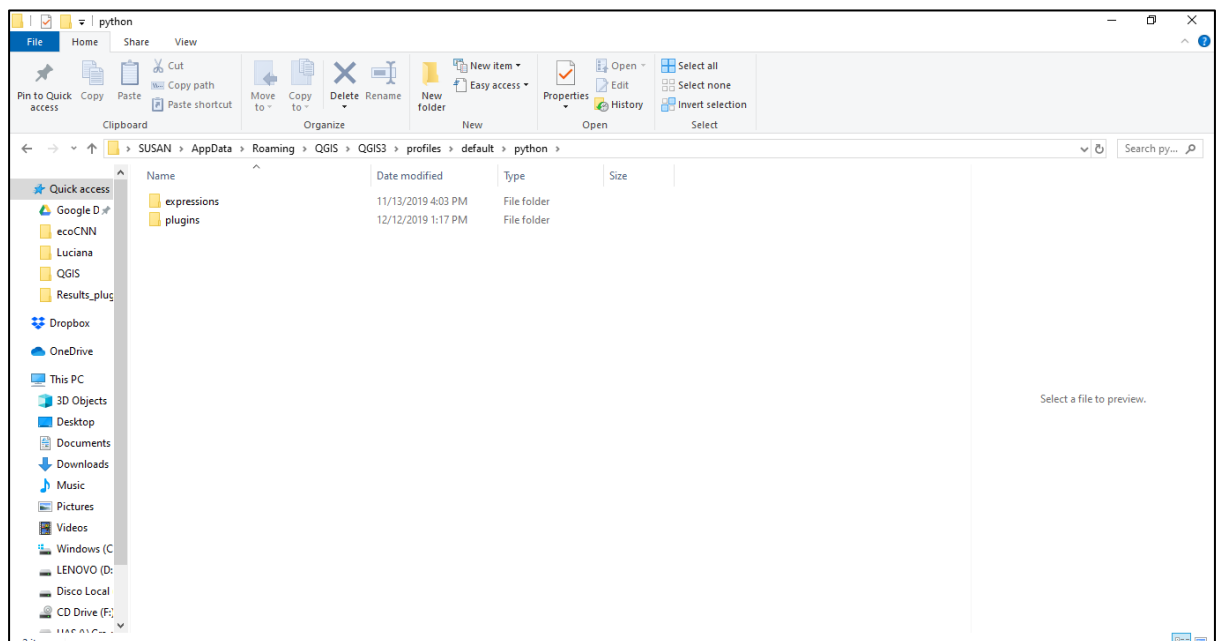 python
File Home Share View
Pin to Quick access
Copy
Paste
Cut
Copy path
Paste shortcut
Clipboard
Move to
Copy to
Delete
Rename
Organize
New folder
New item
Easy access
New
Properties
Open
Edit
History
Open
Select all
Select none
Invert selection
Select
SUSAN > AppData > Roaming > QGIS > QGIS3 > profiles > default > python >
Search py...
Name Date modified Type Size
expressions 11/13/2019 4:03 PM File folder
plugins 12/12/2019 1:17 PM File folder
Quick access
Google D
ecoCNN
Luciana
QGIS
Results_plug
Dropbox
OneDrive
This PC
3D Objects
Desktop
Documents
Downloads
Music
Pictures
Videos
Windows (C
LENOVO (D:
Disco Local
CD Drive (F:)
Select a file to preview.